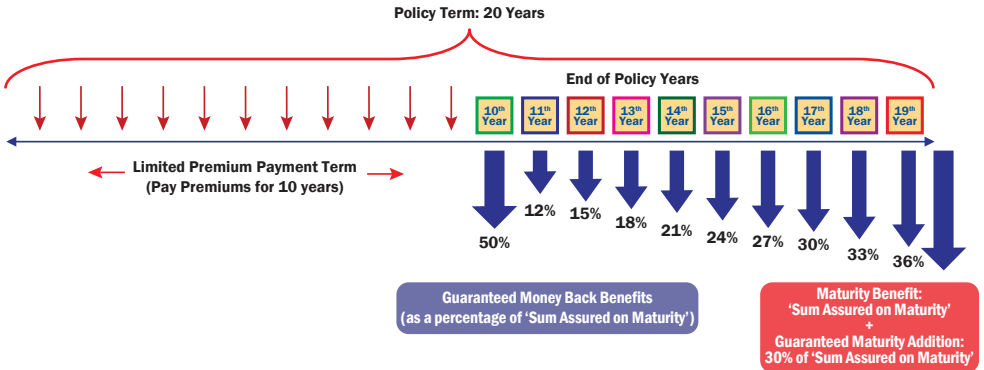 Policy Term: 20 Years
End of Policy Years
10th Year
11th Year
12th Year
13th Year
14th Year
15th Year
16th Year
17th Year
18th Year
19th Year
Limited Premium Payment Term
(Pay Premiums for 10 years)
50%
12%
15%
18%
21%
24%
27%
30%
33%
36%
Guaranteed Money Back Benefits
(as a percentage of ‘Sum Assured on Maturity’)
Maturity Benefit:
‘Sum Assured on Maturity’
+
Guaranteed Maturity Addition:
30% of ‘Sum Assured on Maturity’